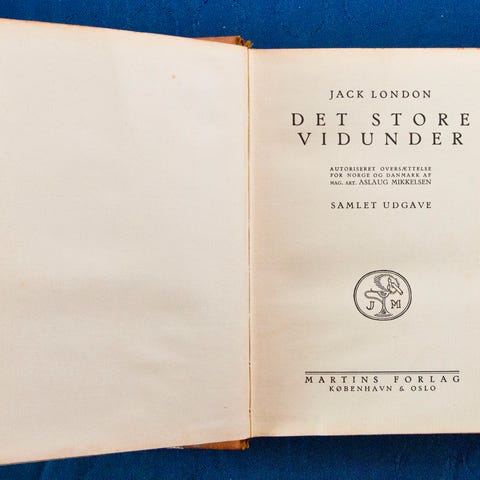 JACK LONDON
DET STORE
VIDUNDER
AUTORISERET OVERSÆTTELSE
FOR NORGE OG DANMARK AF
MAG. ART. ASLAUG MIKKELSEN
SAMLET UDGAVE
J M
MARTINS FORLAG
KØBENHAVN & OSLO